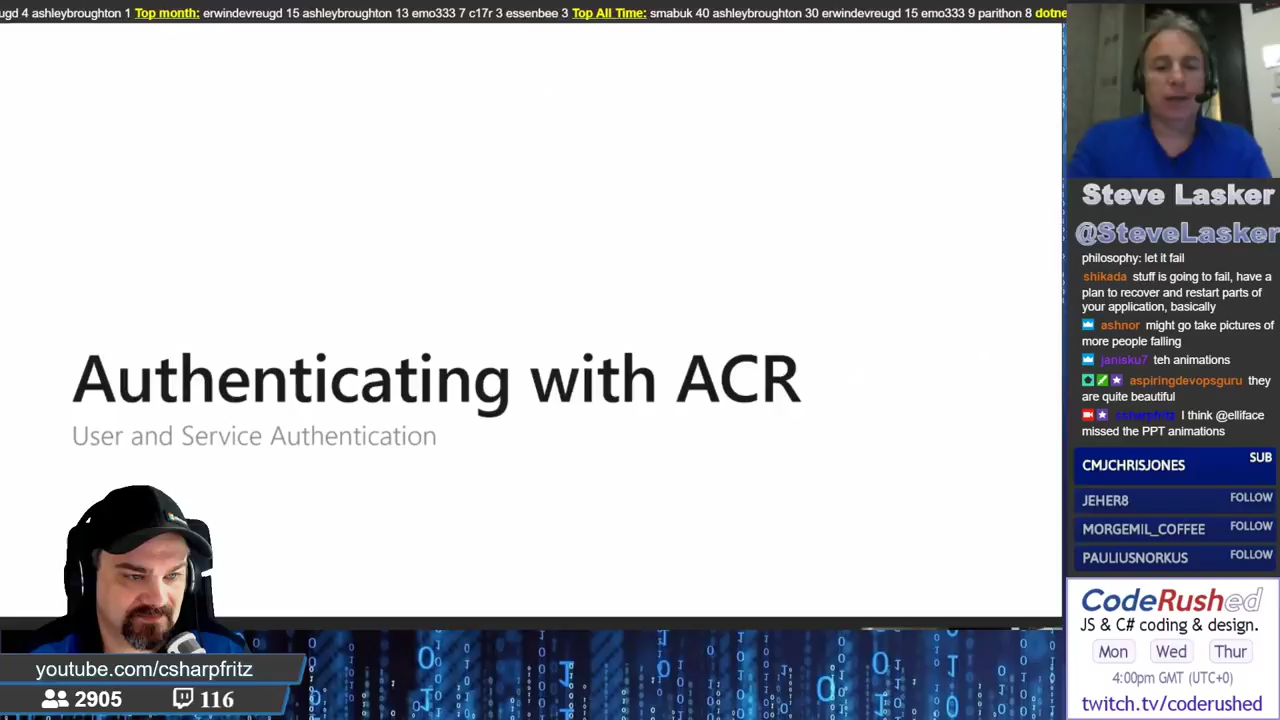 ugd 4 ashleybroughton 1 Top month: erwindevreugd 15 ashleybroughton 13 emo333 7 c17r 3 essenbee 3 Top All Time: smabuk 40 ashleybroughton 30 erwindevreugd 15 emo333 9 parithon 8 dotne
Authenticating with ACR
User and Service Authentication
youtube.com/csharpfritz
2905 116
Steve Lasker
@SteveLasker
philosophy: let it fail
shikada stuff is going to fail, have a
plan to recover and restart parts of
your application, basically
ashnor might go take pictures of
more people falling
janisku7 teh animations
aspiringdevopsguru they
are quite beautiful
csharpfritz I think @elliface
missed the PPT animations
CMJCHRISJONES SUB
JEHER8 FOLLOW
MORGEMIL_COFFEE FOLLOW
PAULIUSNORKUS FOLLOW
CodeRushed
JS & C# coding & design.
Mon Wed Thur
4:00pm GMT (UTC+0)
twitch.tv/coderushed